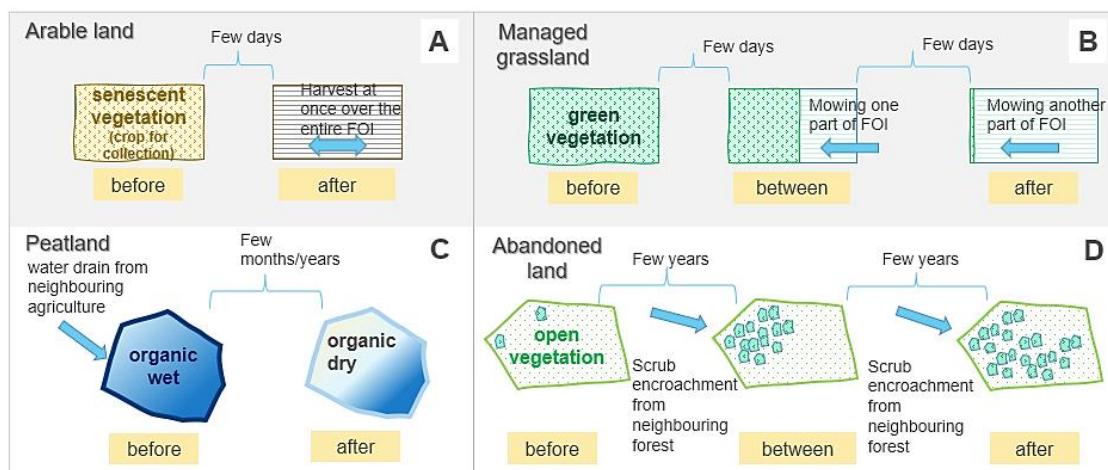 Arable land
A
Few days
senescent
vegetation
(crop for
collection)
Harvest at
once over the
entire FOI
before
after
Managed
grassland
B
Few days
Few days
green
vegetation
Mowing one
part of FOI
Mowing another
part of FOI
before
between
after
Peatland
C
water drain from
neighbouring
agriculture
Few
months/years
organic
wet
organic
dry
before
after
Abandoned
land
D
Few years
Few years
open
vegetation
Scrub
encroachment
from
neighbouring
forest
Scrub
encroachment
from
neighbouring
forest
before
between
after